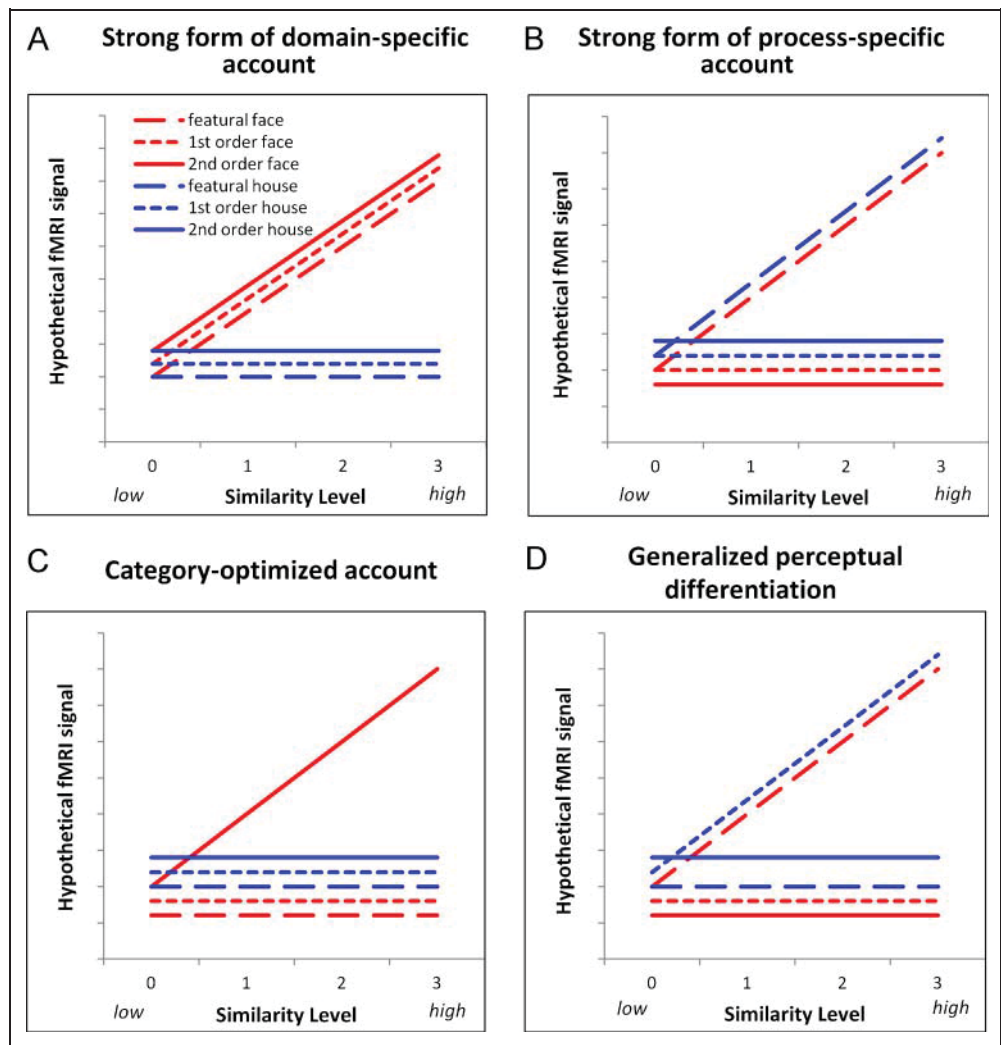 A
Strong form of domain-specific
account
Hypothetical fMRI signal
featural face
1st order face
2nd order face
featural house
1st order house
2nd order house
0 1 2 3
low Similarity Level high
B
Strong form of process-specific
account
Hypothetical fMRI signal
0 1 2 3
low Similarity Level high
C
Category-optimized account
Hypothetical fMRI signal
0 1 2 3
low Similarity Level high
D
Generalized perceptual
differentiation
Hypothetical fMRI signal
0 1 2 3
low Similarity Level high